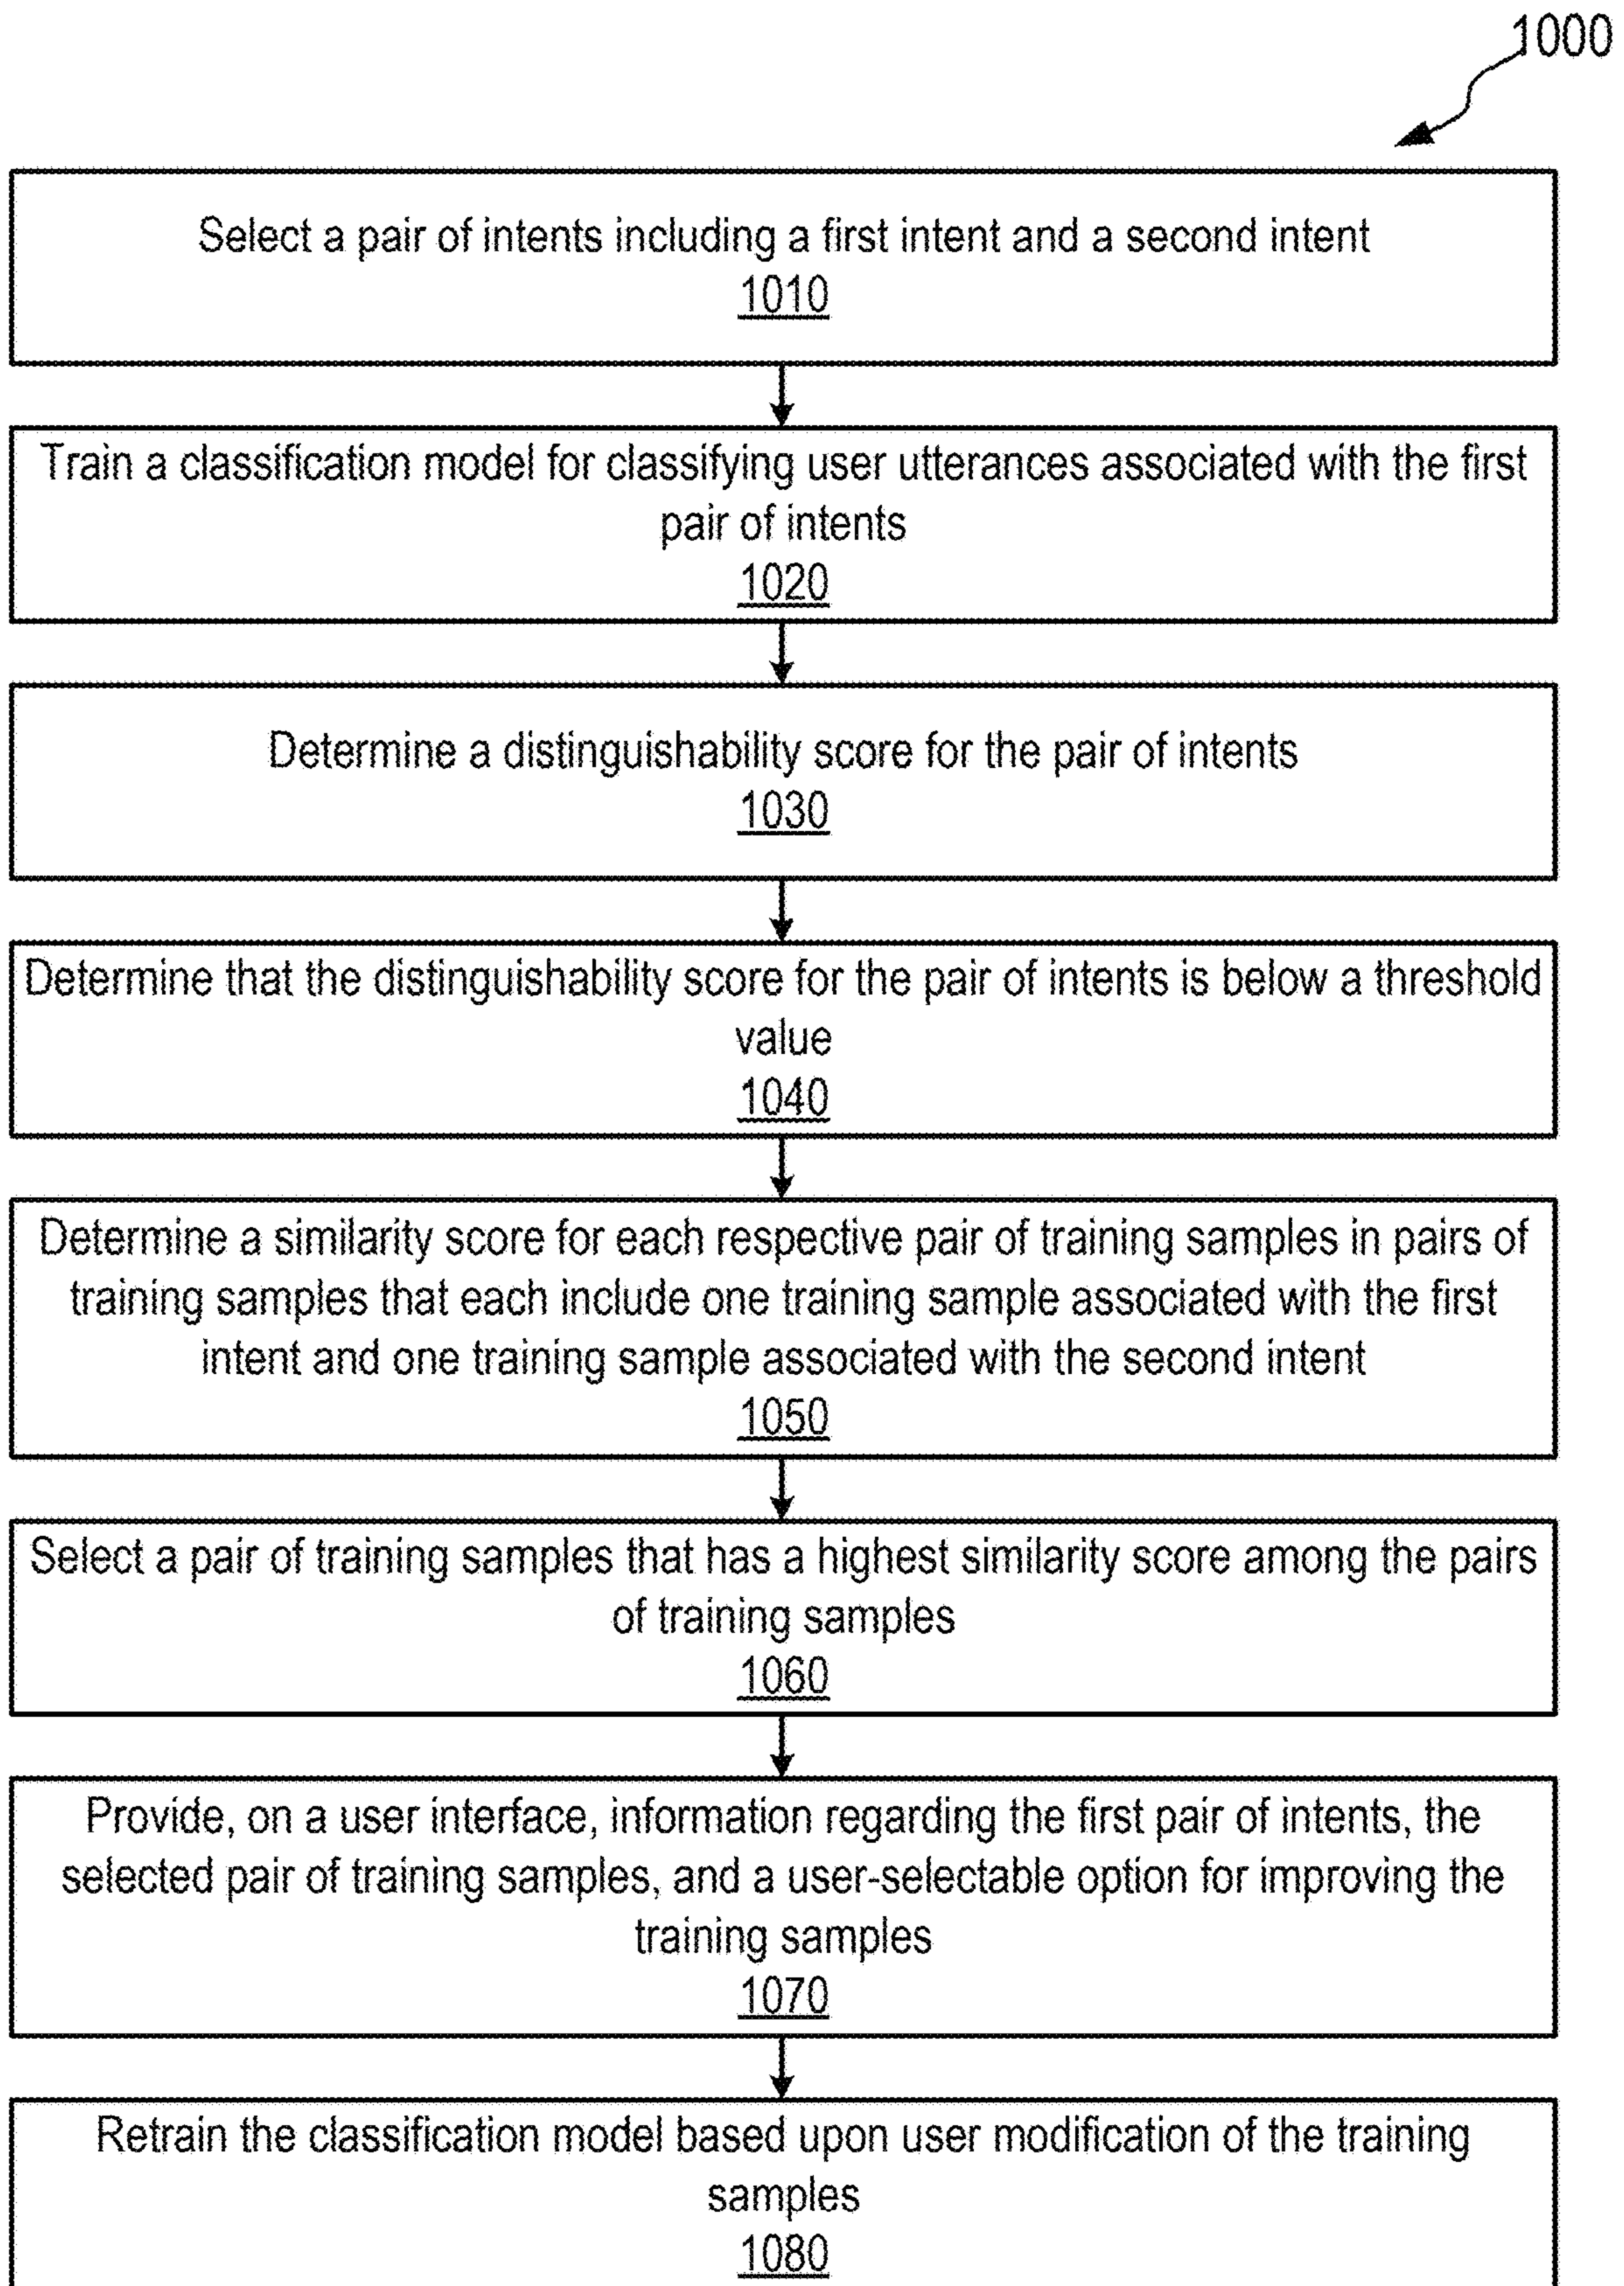 1000
Select a pair of intents including a first intent and a second intent
1010
Train a classification model for classifying user utterances associated with the first
pair of intents
1020
Determine a distinguishability score for the pair of intents
1030
Determine that the distinguishability score for the pair of intents is below a threshold
value
1040
Determine a similarity score for each respective pair of training samples in pairs of
training samples that each include one training sample associated with the first
intent and one training sample associated with the second intent
1050
Select a pair of training samples that has a highest similarity score among the pairs
of training samples
1060
Provide, on a user interface, information regarding the first pair of intents, the
selected pair of training samples, and a user-selectable option for improving the
training samples
1070
Retrain the classification model based upon user modification of the training
samples
1080